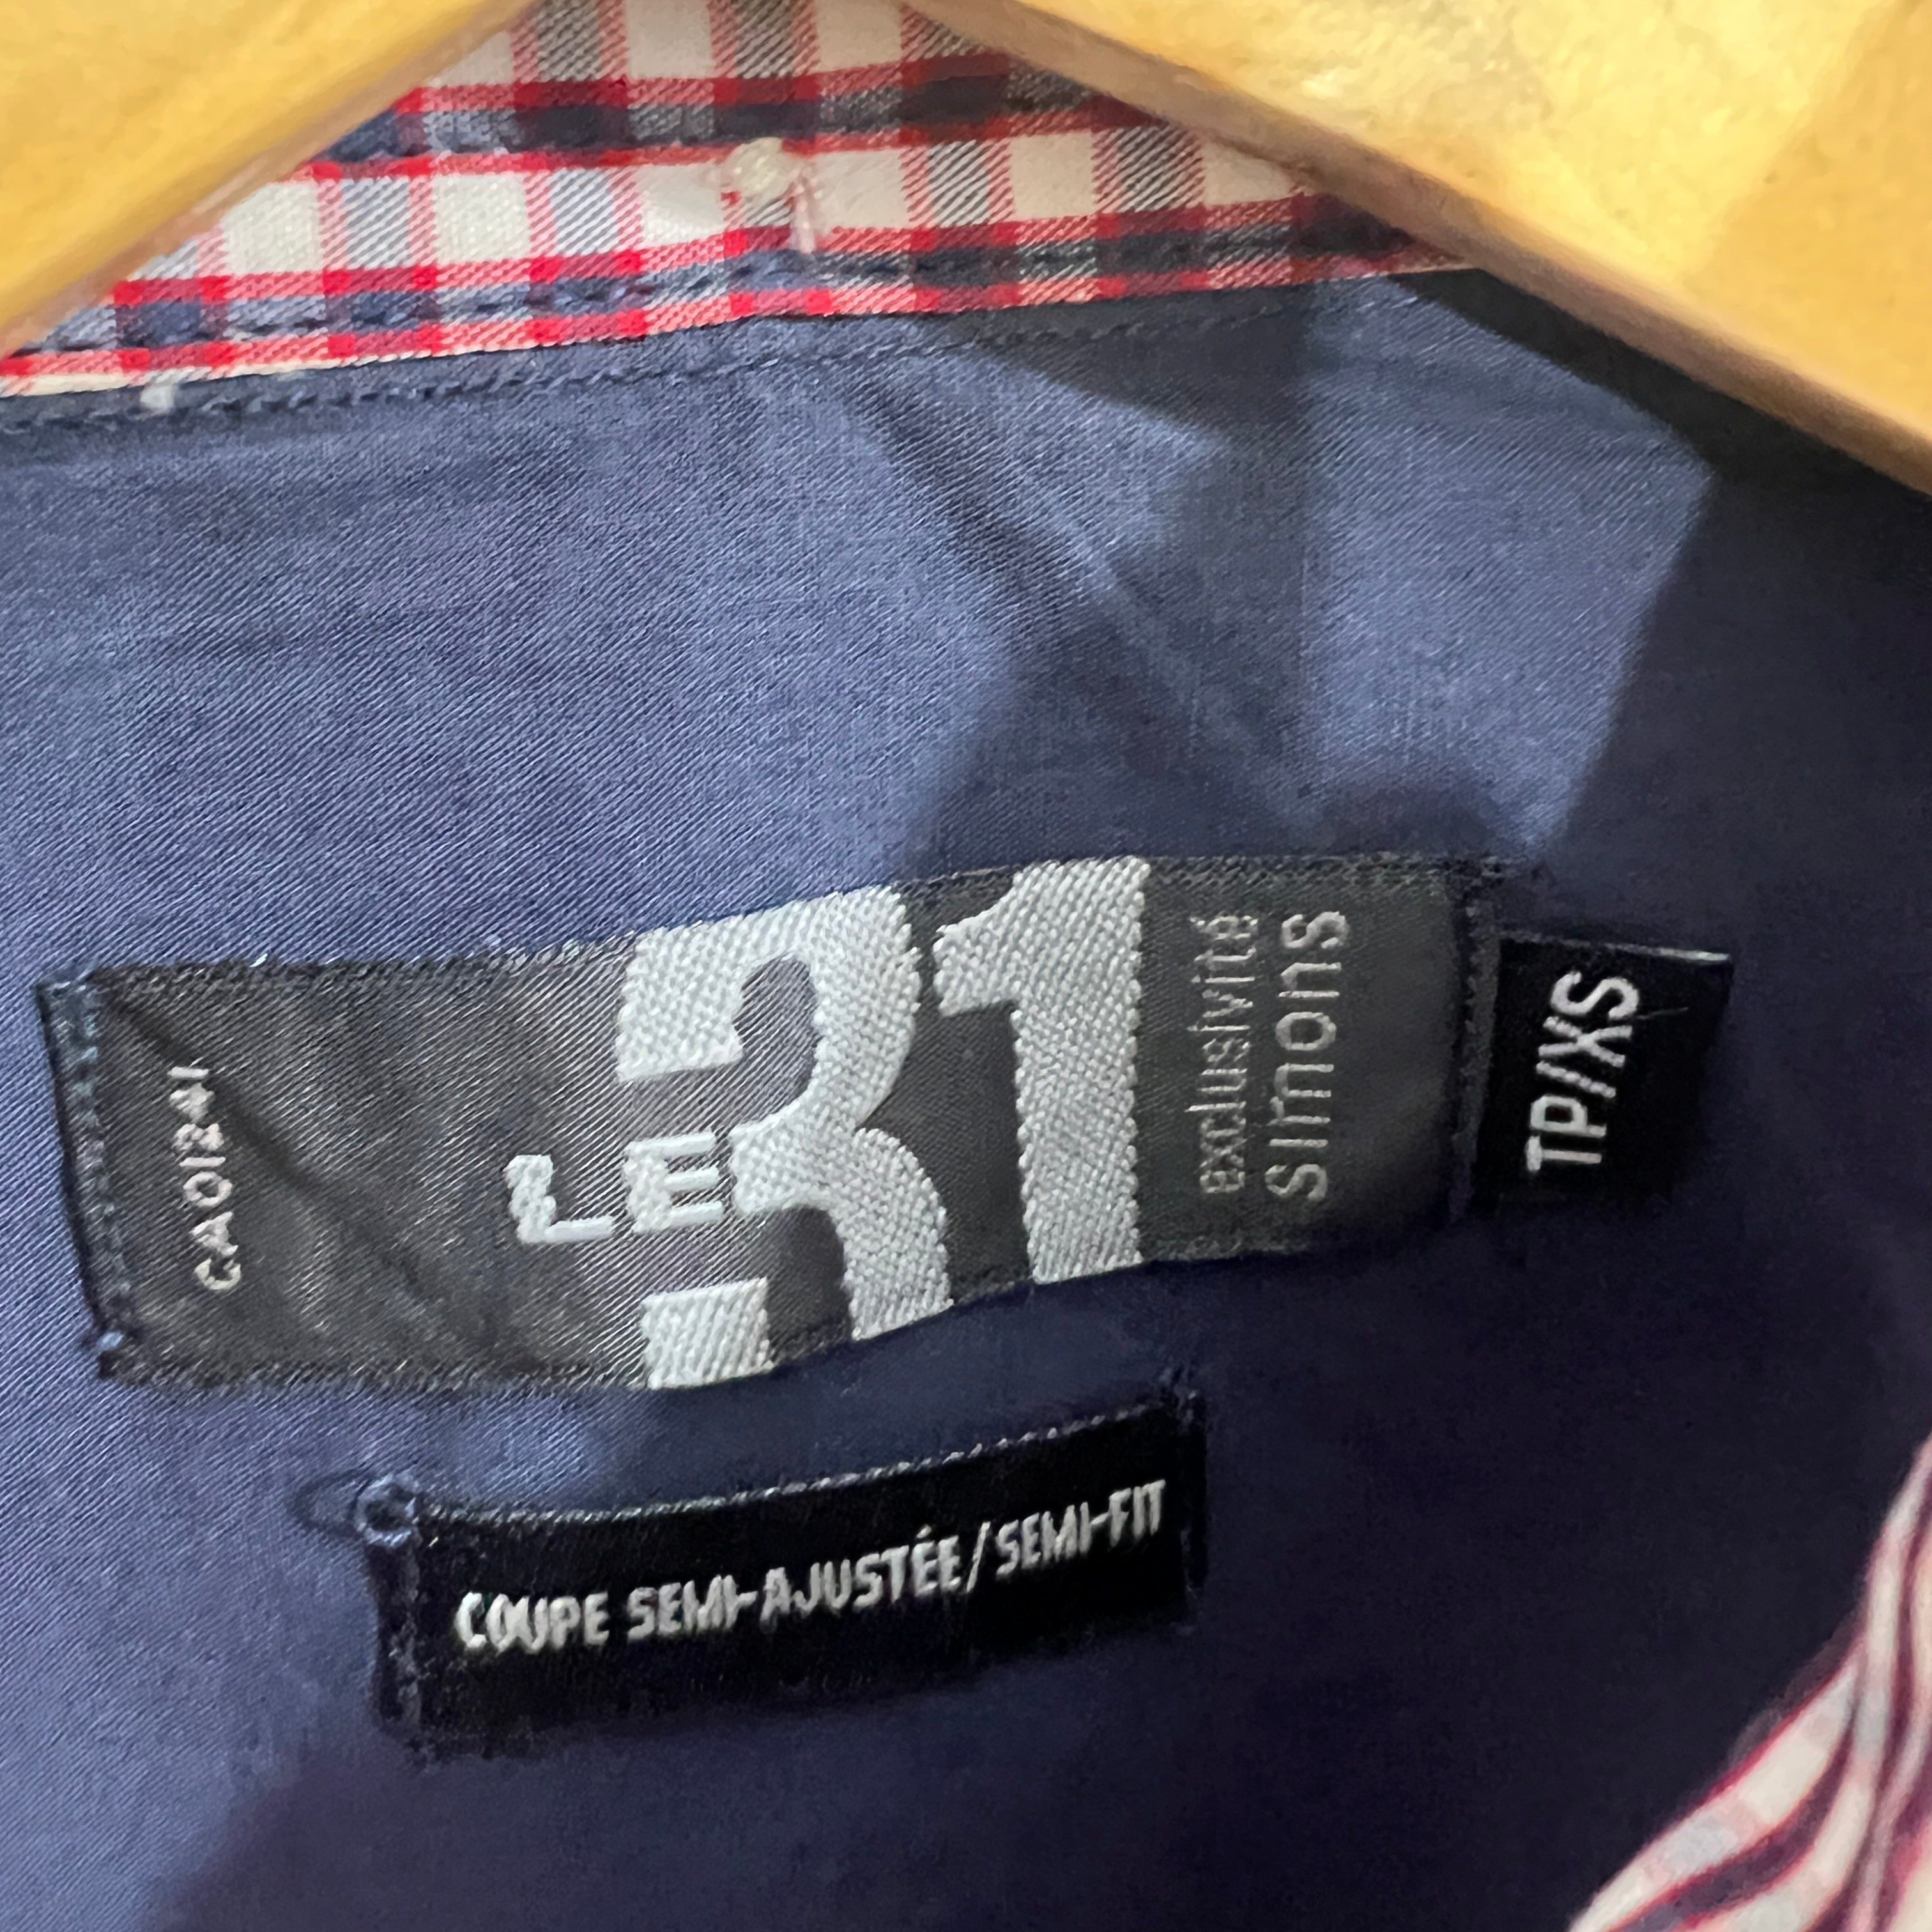 CA01241
LE 31
exclusivité
simons
TP/XS
COUPE SEMI-AJUSTÉE/SEMI-FIT